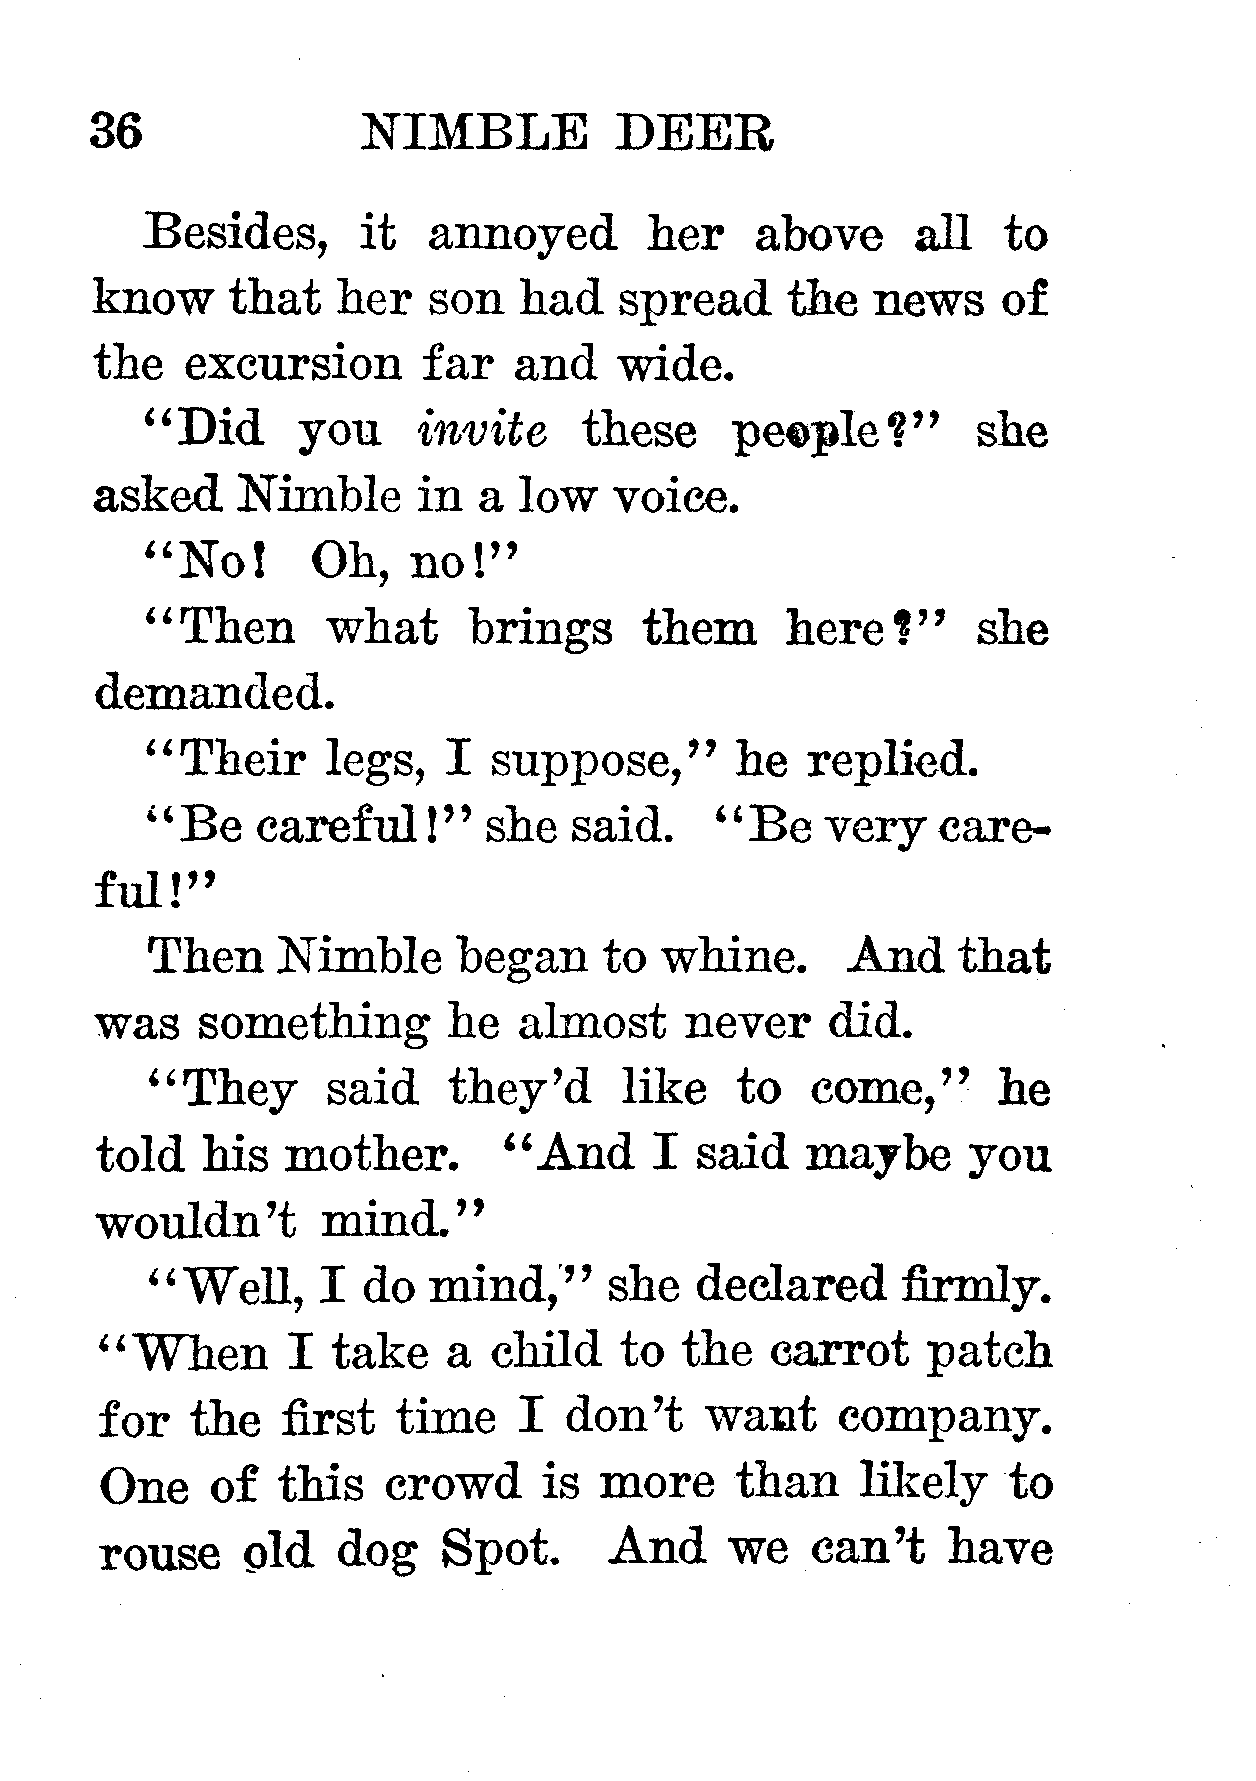 36 NIMBLE DEER
Besides, it annoyed her above all to
know that her son had spread the news of
the excursion far and wide.
"Did you invite these people?" she
asked Nimble in a low voice.
"No! Oh, no!"
"Then what brings them here?" she
demanded.
"Their legs, I suppose," he replied.
"Be careful!" she said. "Be very care-
ful!"
Then Nimble began to whine. And that
was something he almost never did.
"They said they'd like to come," he
told his mother. "And I said maybe you
wouldn't mind."
"Well, I do mind," she declared firmly.
"When I take a child to the carrot patch
for the first time I don't want company.
One of this crowd is more than likely to
rouse old dog Spot. And we can't have